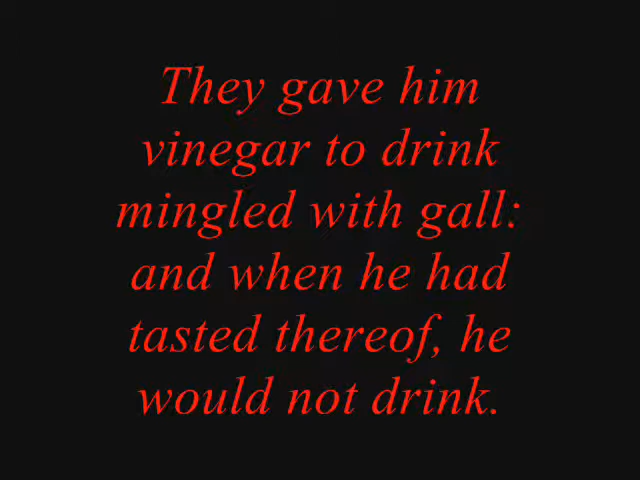 They gave him
vinegar to drink
mingled with gall:
and when he had
tasted thereof, he
would not drink.